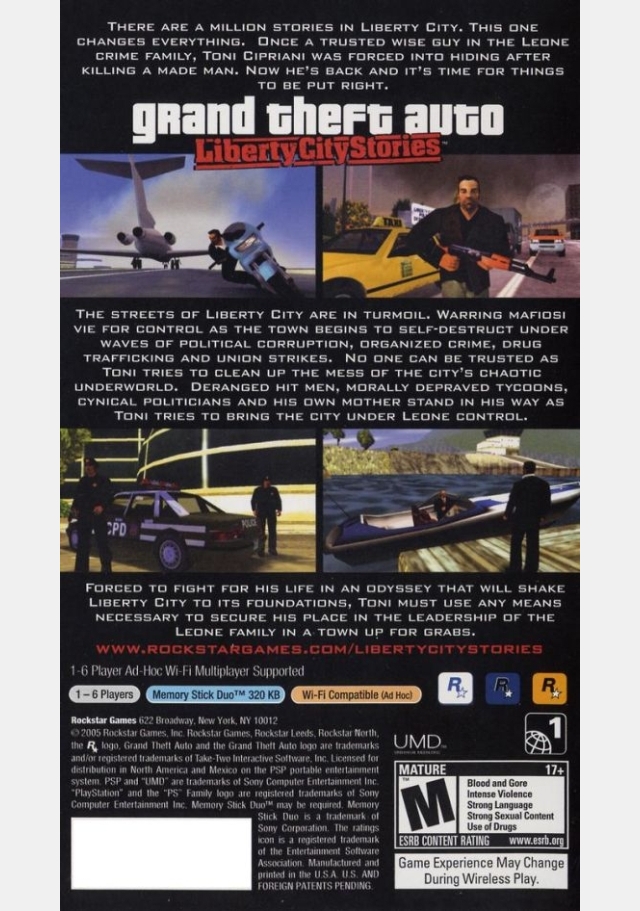 There are a million stories in Liberty City. This one
changes everything. Once a trusted wise guy in the Leone
crime family, Toni Cipriani was forced into hiding after
killing a made man. Now he's back and it's time for things
to be put right.
grand theft auto
Liberty City Stories™
TAXI
The streets of Liberty City are in turmoil. Warring mafiosi
vie for control as the town begins to self-destruct under
waves of political corruption, organized crime, drug
trafficking and union strikes. No one can be trusted as
Toni tries to clean up the mess of the city's chaotic
underworld. Deranged hit men, morally depraved tycoons,
cynical politicians and his own mother stand in his way as
Toni tries to bring the city under Leone control.
CPD
POLICE
Forced to fight for his life in an odyssey that will shake
Liberty City to its foundations, Toni must use any means
necessary to secure his place in the leadership of the
Leone family in a town up for grabs.
www.rockstargames.com/libertycitystories
1-6 Player Ad-Hoc Wi-Fi Multiplayer Supported
1 – 6 Players
Memory Stick Duo™ 320 KB
Wi-Fi Compatible (Ad Hoc)
R
R
R
Rockstar Games 622 Broadway, New York, NY 10012
© 2005 Rockstar Games, Inc. Rockstar Games, Rockstar Leeds, Rockstar North,
the R logo, Grand Theft Auto and the Grand Theft Auto logo are trademarks
and/or registered trademarks of Take-Two Interactive Software, Inc. Licensed for
distribution in North America and Mexico on the PSP portable entertainment
system. PSP and "UMD" are trademarks of Sony Computer Entertainment Inc.
"PlayStation" and the "PS" Family logo are registered trademarks of Sony
Computer Entertainment Inc. Memory Stick Duo™ may be required. Memory
Stick Duo is a trademark of
Sony Corporation. The ratings
icon is a registered trademark
of the Entertainment Software
Association. Manufactured and
printed in the U.S.A. U.S. AND
FOREIGN PATENTS PENDING.
UMD™
1
MATURE 17+
M
Blood and Gore
Intense Violence
Strong Language
Strong Sexual Content
Use of Drugs
ESRB CONTENT RATING www.esrb.org
Game Experience May Change
During Wireless Play.